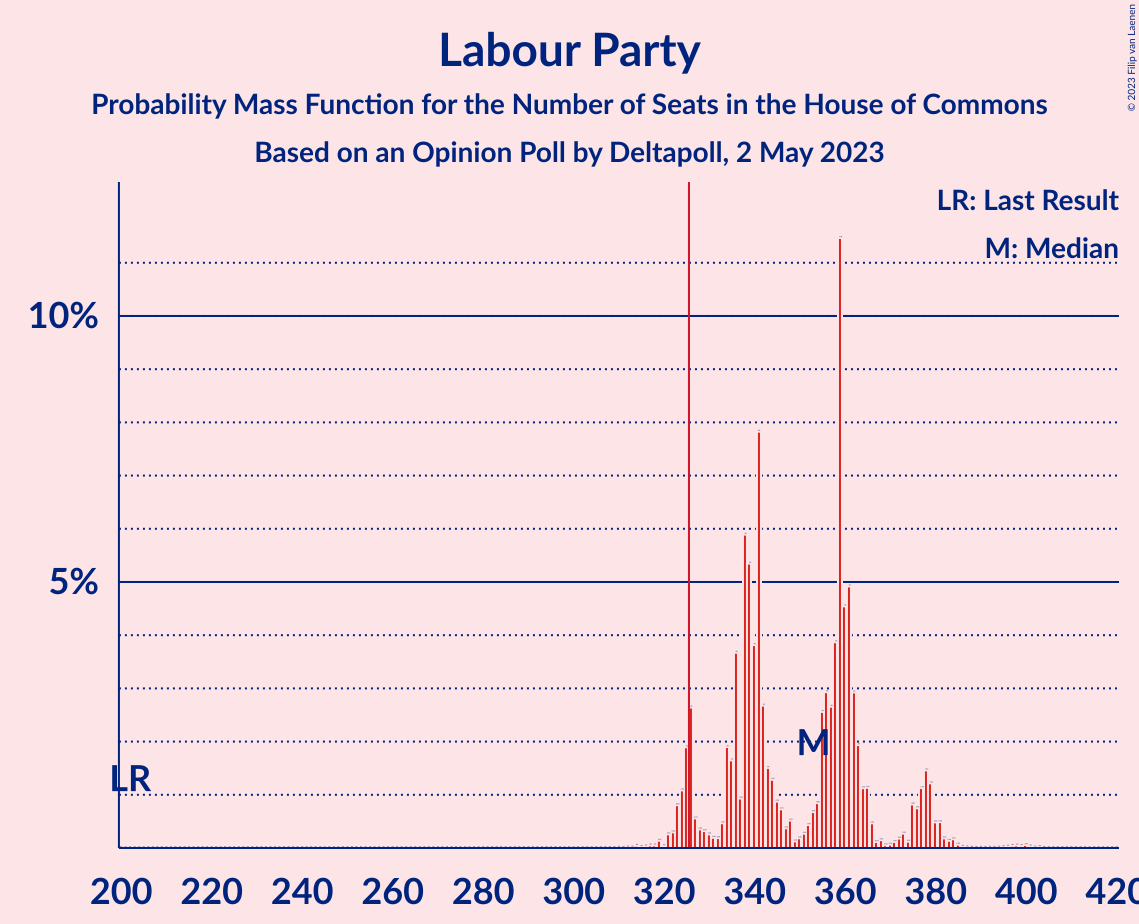 Labour Party
Probability Mass Function for the Number of Seats in the House of Commons
Based on an Opinion Poll by Deltapoll, 2 May 2023
© 2023 Filip van Laenen
LR: Last Result
M: Median
10%
5%
M
LR
200 220 240 260 280 300 320 340 360 380 400 420